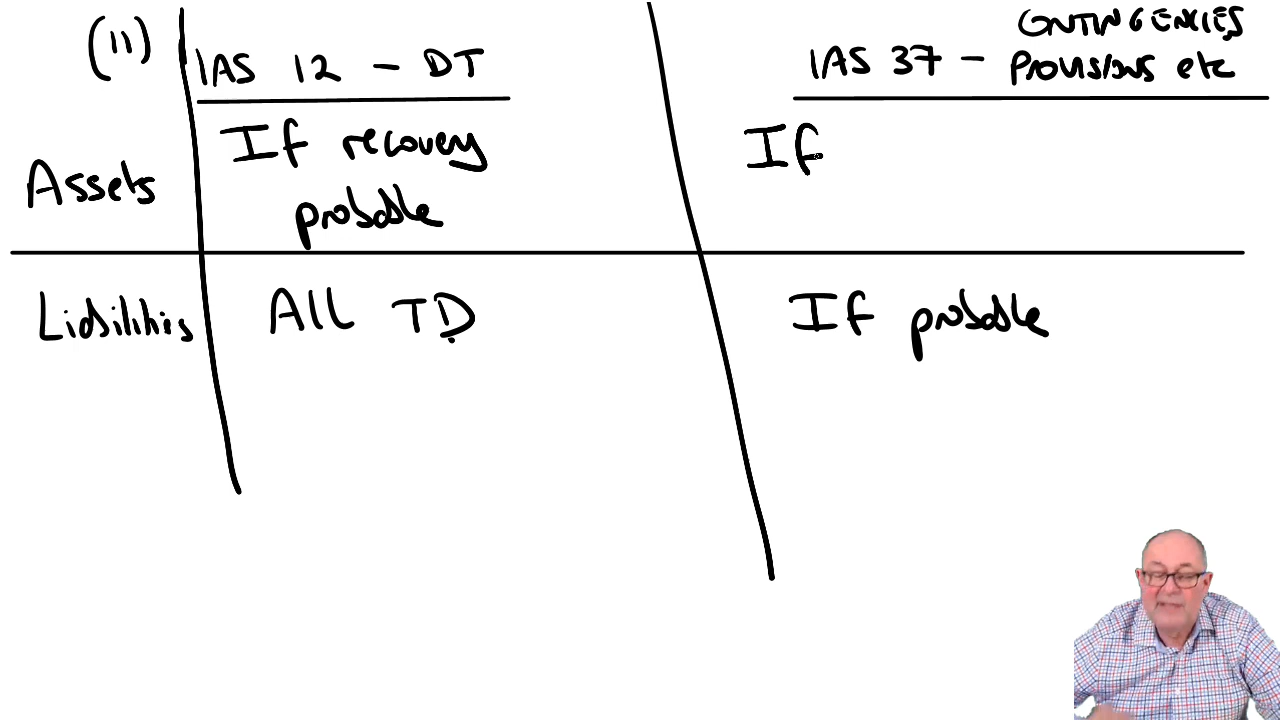 (11)
IAS 12 - DT
CONTINGENCIES
IAS 37 - Provisions etc
Assets
If recovery
probable
If
Liabilities
All TD
If probable